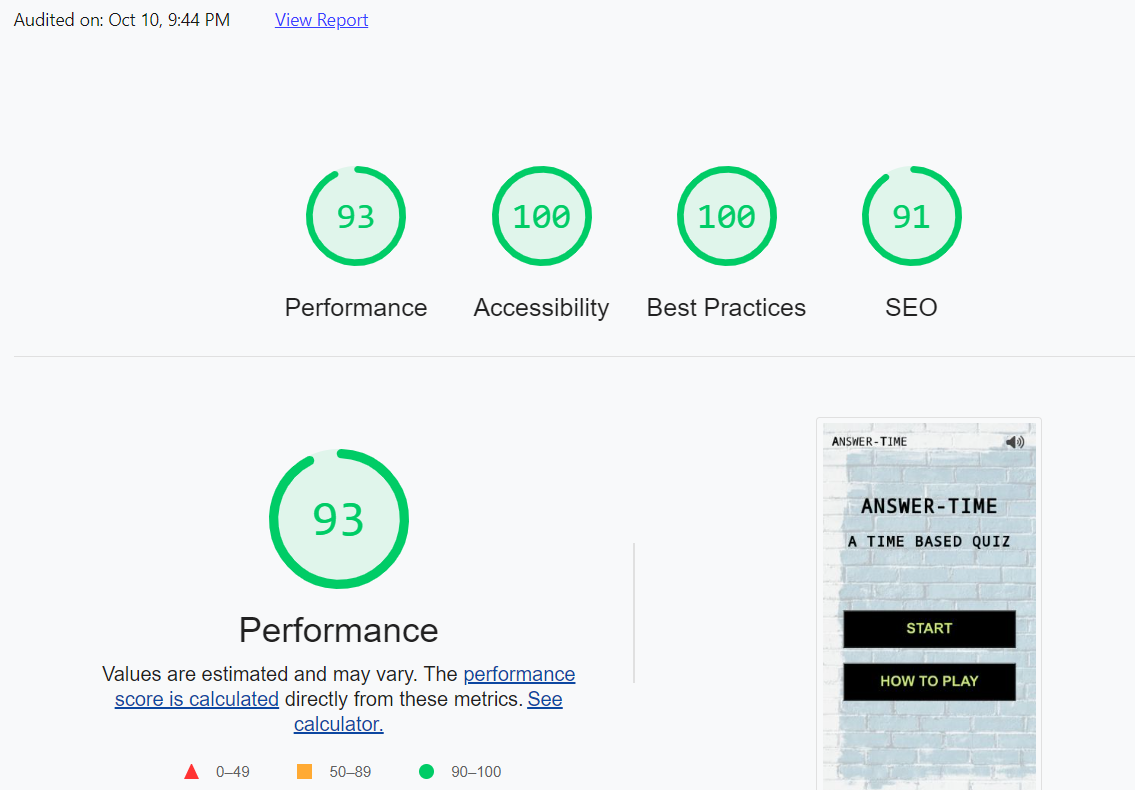 Audited on: Oct 10, 9:44 PM View Report
93 100 100 91
Performance Accessibility Best Practices SEO
93
Performance
Values are estimated and may vary. The performance
score is calculated directly from these metrics. See
calculator.
0–49 50–89 90–100
ANSWER-TIME
ANSWER-TIME
A TIME BASED QUIZ
START
HOW TO PLAY